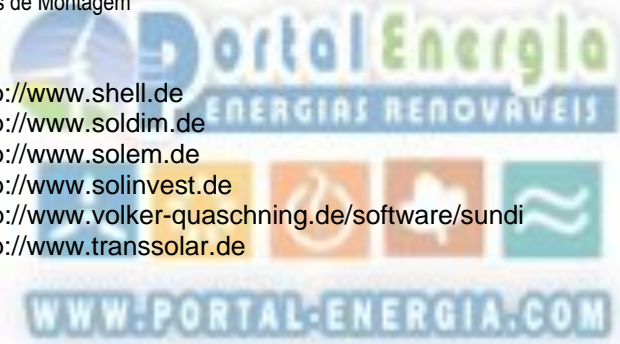 s de Montagem
Portal Energia
ENERGIAS RENOVÁVEIS
p://www.shell.de
p://www.soldim.de
p://www.solem.de
p://www.solinvest.de
p://www.volker-quaschning.de/software/sundi
p://www.transsolar.de
WWW.PORTAL-ENERGIA.COM